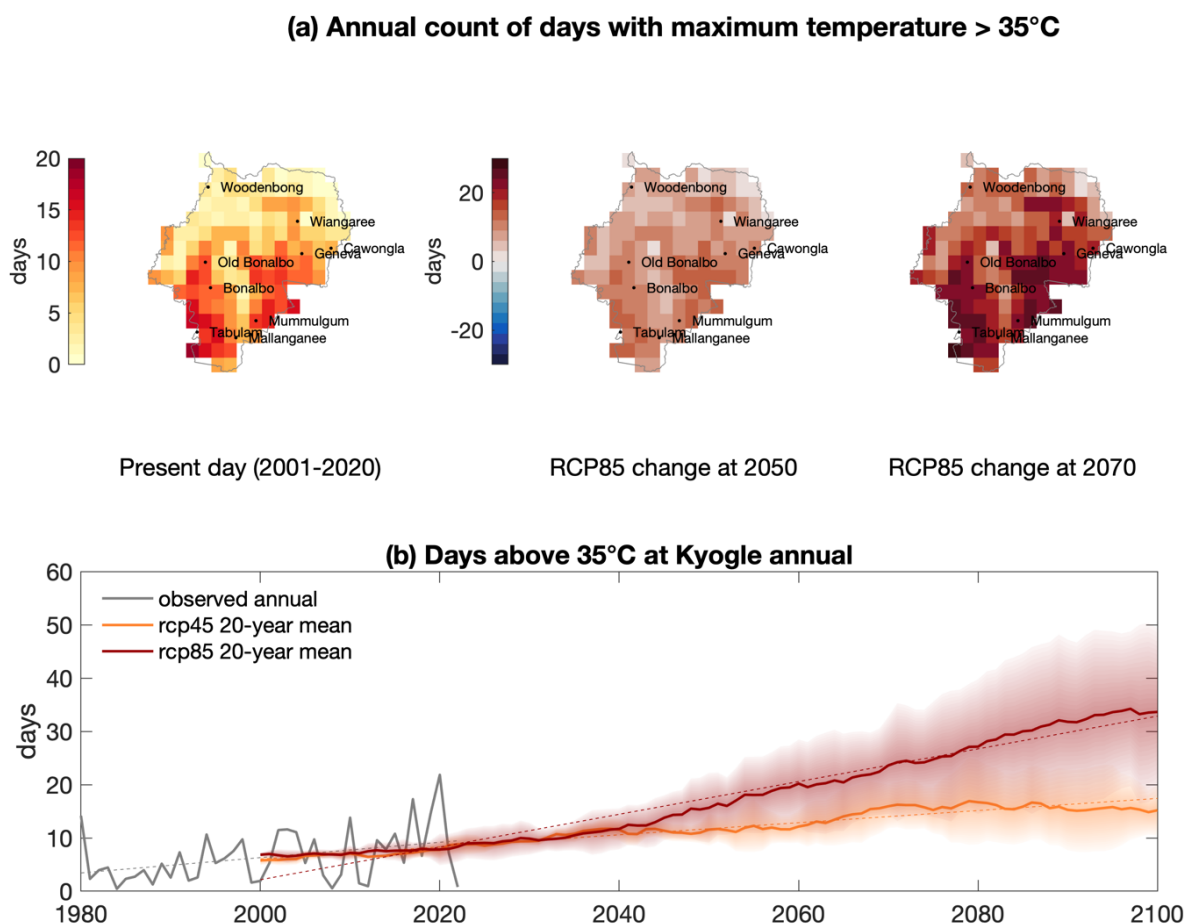 (a) Annual count of days with maximum temperature > 35°C
20
15
10
5
0
days
Woodenbong
Wiangaree
Cawongla
Geneva
Old Bonalbo
Bonalbo
Mummulgum
Tabulam
Mallanganee
Present day (2001-2020)
20
0
-20
days
Woodenbong
Wiangaree
Cawongla
Geneva
Old Bonalbo
Bonalbo
Mummulgum
Tabulam
Mallanganee
RCP85 change at 2050
Woodenbong
Wiangaree
Cawongla
Geneva
Old Bonalbo
Bonalbo
Mummulgum
Tabulam
Mallanganee
RCP85 change at 2070
(b) Days above 35°C at Kyogle annual
60
50
40
30
20
10
0
days
observed annual
rcp45 20-year mean
rcp85 20-year mean
1980 2000 2020 2040 2060 2080 2100